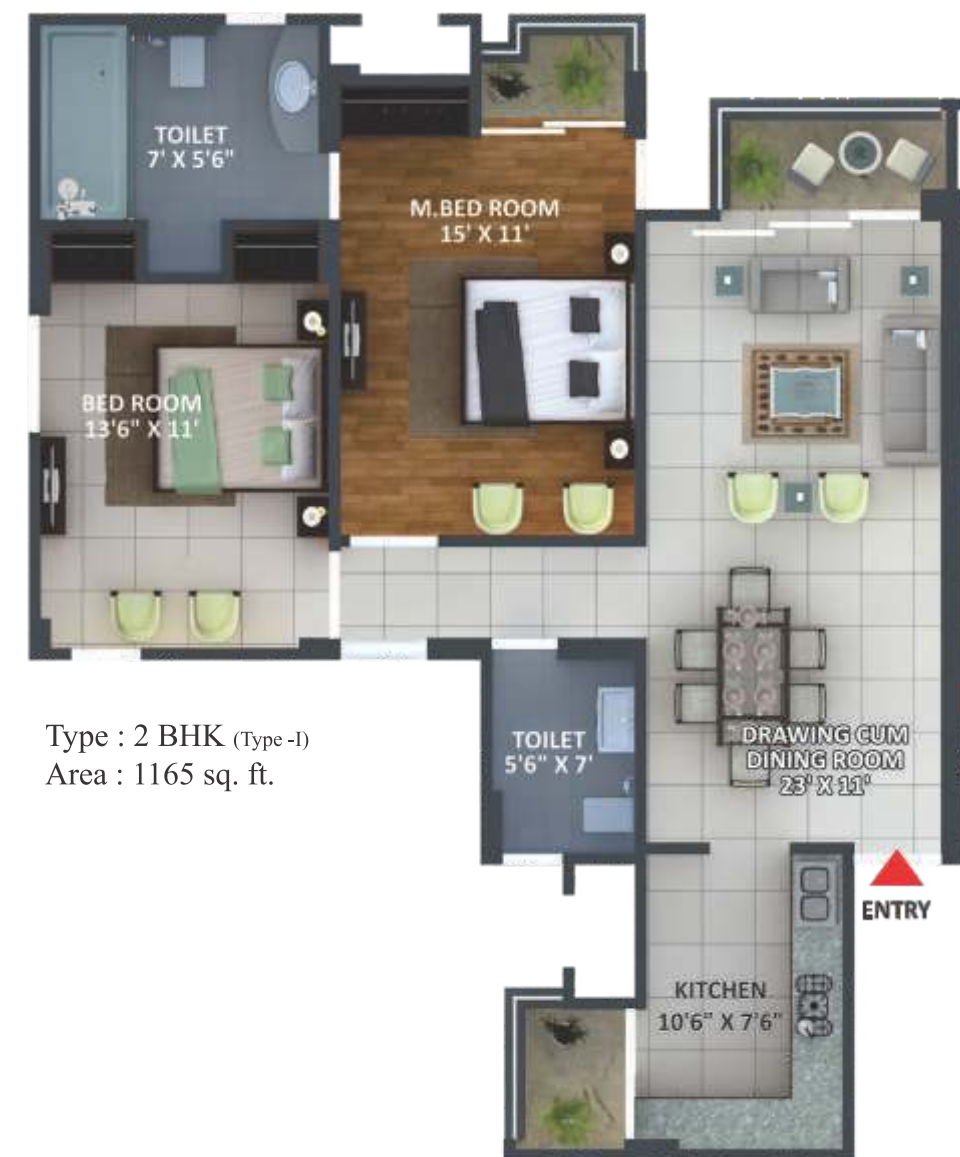 TOILET
7' X 5'6"
M.BED ROOM
15' X 11'
BED ROOM
13'6" X 11'
Type : 2 BHK (Type -I)
Area : 1165 sq. ft.
TOILET
5'6" X 7'
DRAWING CUM
DINING ROOM
23' X 11'
ENTRY
KITCHEN
10'6" X 7'6"